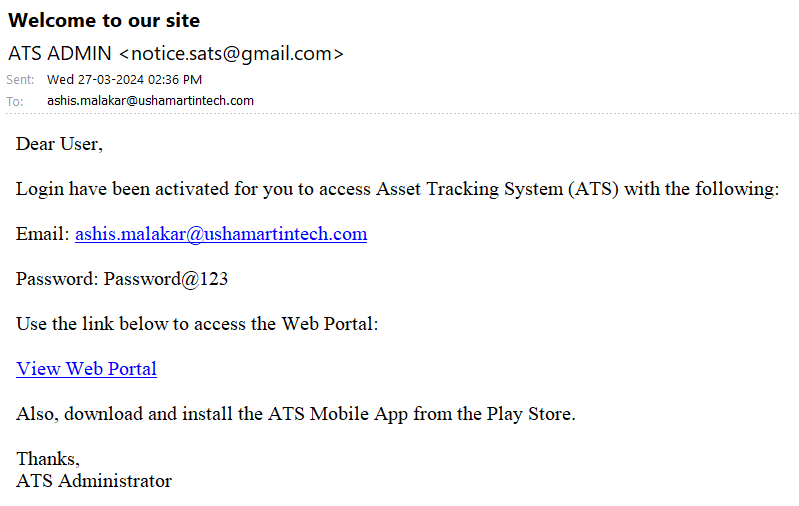 Welcome to our site
ATS ADMIN <notice.sats@gmail.com>
Sent: Wed 27-03-2024 02:36 PM
To: ashis.malakar@ushamartintech.com
Dear User,
Login have been activated for you to access Asset Tracking System (ATS) with the following:
Email: ashis.malakar@ushamartintech.com
Password: Password@123
Use the link below to access the Web Portal:
View Web Portal
Also, download and install the ATS Mobile App from the Play Store.
Thanks,
ATS Administrator